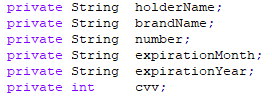 private String holderName;
private String brandName;
private String number;
private String expirationMonth;
private String expirationYear;
private int cvv;